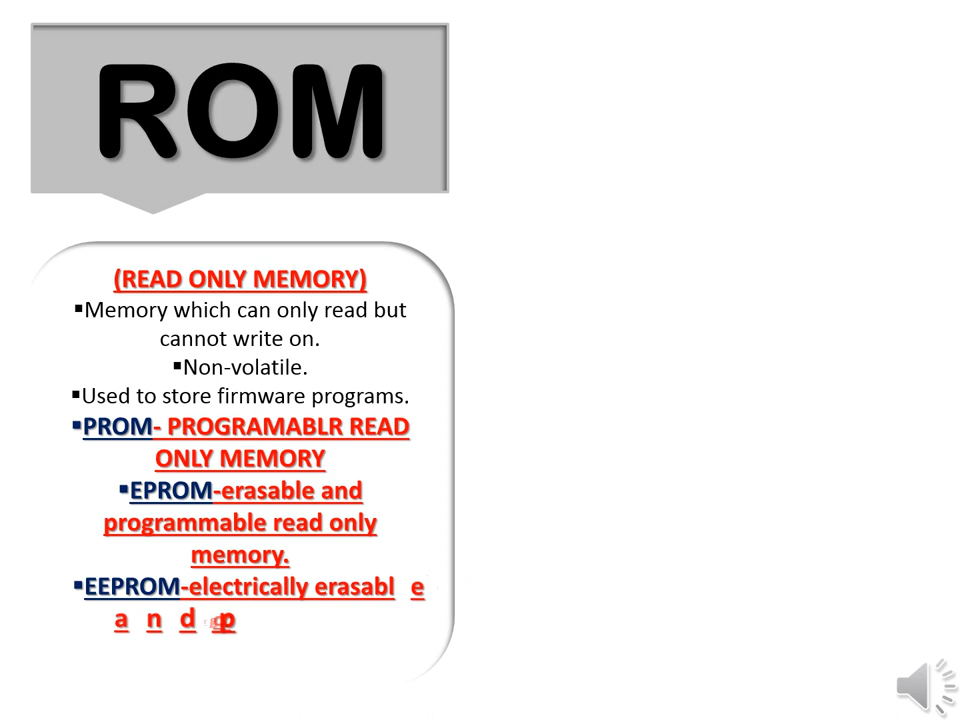 ROM
(READ ONLY MEMORY)
▪Memory which can only read but
cannot write on.
▪Non-volatile.
▪Used to store firmware programs.
▪PROM- PROGRAMABLR READ
ONLY MEMORY
▪EPROM-erasable and
programmable read only
memory.
▪EEPROM-electrically erasabl e
a n d